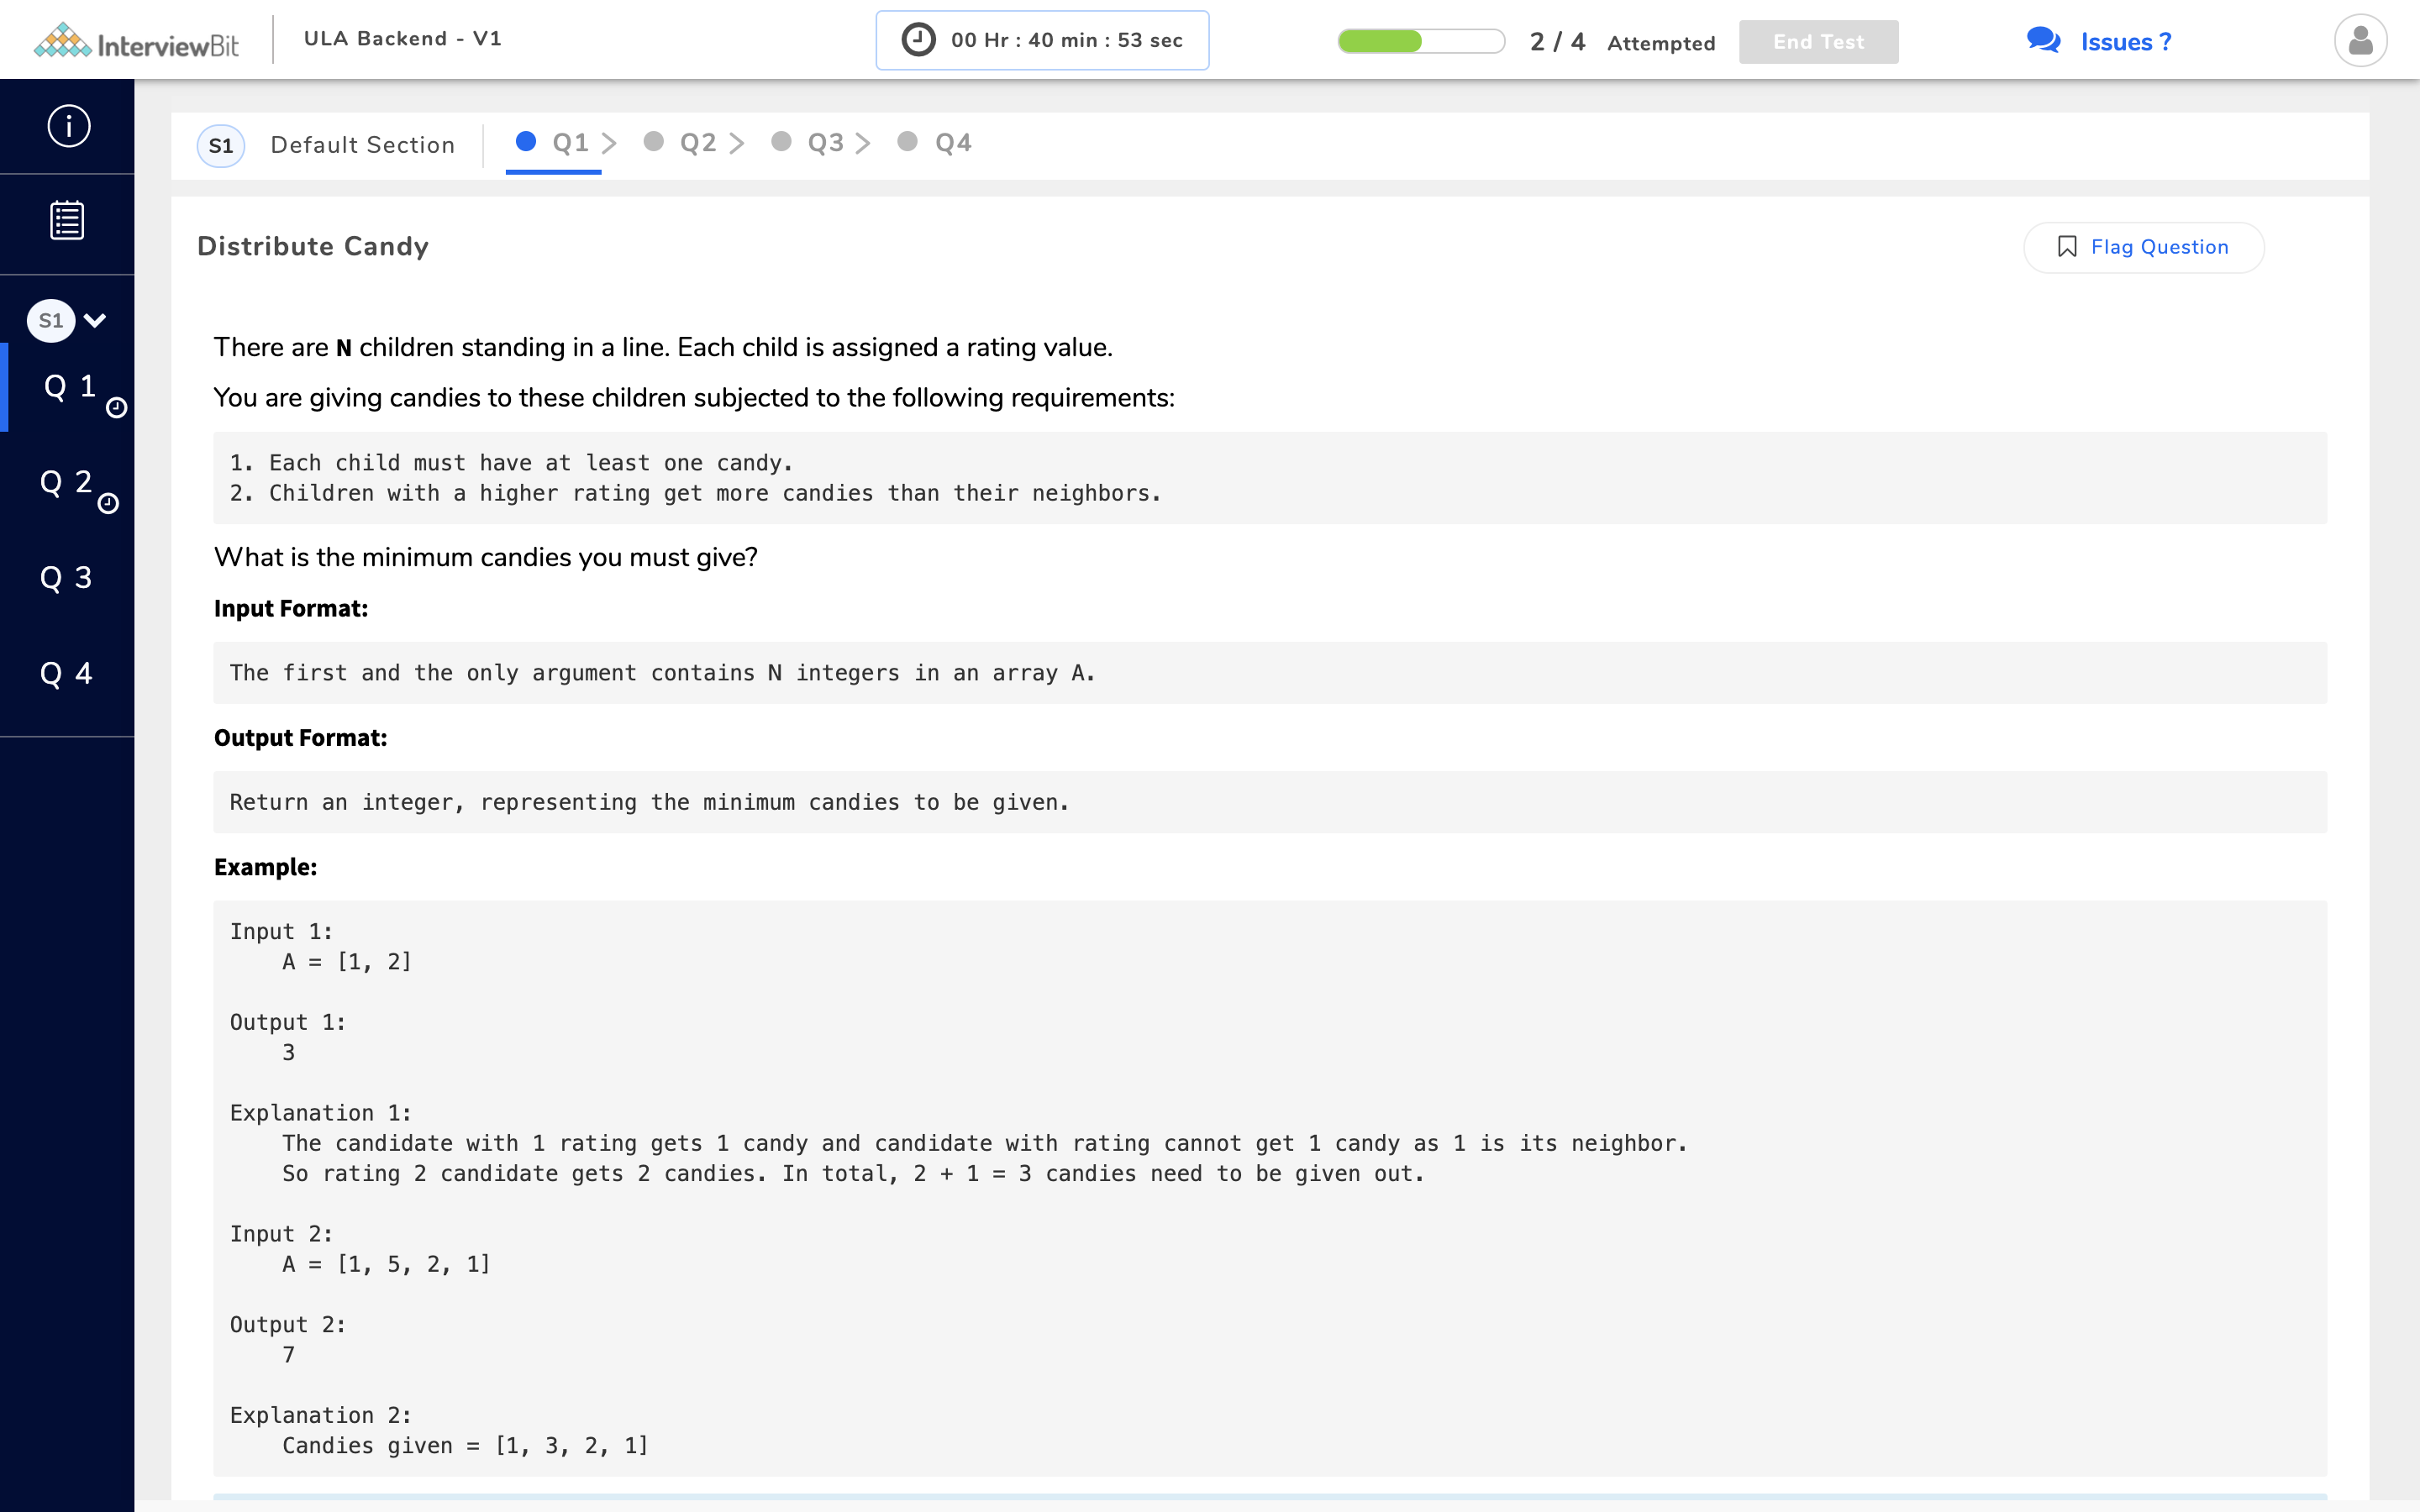 InterviewBit
ULA Backend - V1
00 Hr : 40 min : 53 sec
2 / 4 Attempted
End Test
Issues ?
S1
Q 1
Q 2
Q 3
Q 4
S1 Default Section Q1 Q2 Q3 Q4
Distribute Candy
Flag Question
There are N children standing in a line. Each child is assigned a rating value.
You are giving candies to these children subjected to the following requirements:
1. Each child must have at least one candy.
2. Children with a higher rating get more candies than their neighbors.
What is the minimum candies you must give?
Input Format:
The first and the only argument contains N integers in an array A.
Output Format:
Return an integer, representing the minimum candies to be given.
Example:
Input 1:
A = [1, 2]
Output 1:
3
Explanation 1:
The candidate with 1 rating gets 1 candy and candidate with rating cannot get 1 candy as 1 is its neighbor.
So rating 2 candidate gets 2 candies. In total, 2 + 1 = 3 candies need to be given out.
Input 2:
A = [1, 5, 2, 1]
Output 2:
7
Explanation 2:
Candies given = [1, 3, 2, 1]